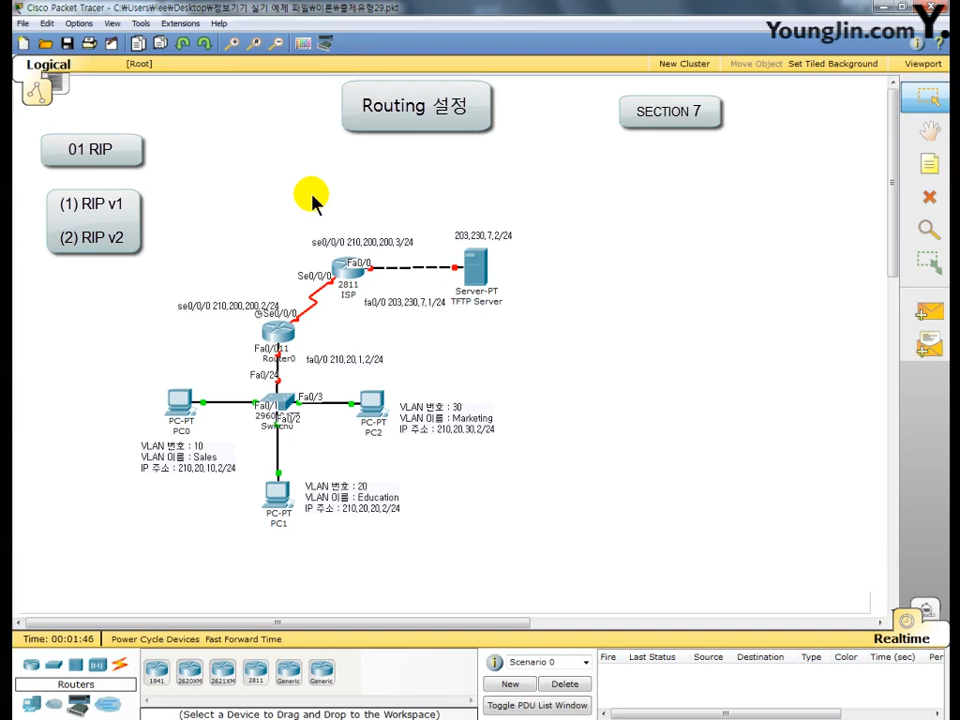 Cisco Packet Tracer - C:\Users\lee\Desktop\정보기기 실기 예제 파일\이론\출제유형29.pkt
File Edit Options View Tools Extensions Help
YoungJin.com Y.
Logical [Root] New Cluster Move Object Set Tiled Background Viewport
Routing 설정
SECTION 7
01 RIP
(1) RIP v1
(2) RIP v2
203,230,7,2/24
se0/0/0 210,200,200,3/24
Fa0/0
Se0/0/0
2811
ISP
Server-PT
TFTP Server
fa0/0 203,230,7,1/24
se0/0/0 210,200,200,2/24
Se0/0/0
Router0
fa0/0 210,20,1,2/24
Fa0/24
Fa0/3
Fa0/1
Fa0/2
PC-PT
PC0
PC-PT
PC2
VLAN 번호 : 30
VLAN 이름 : Marketing
IP 주소 : 210,20,30,2/24
VLAN 번호 : 10
VLAN 이름 : Sales
IP 주소 : 210,20,10,2/24
VLAN 번호 : 20
VLAN 이름 : Education
IP 주소 : 210,20,20,2/24
PC-PT
PC1
Realtime
Time: 00:01:46 Power Cycle Devices Fast Forward Time
Routers
1841 2620XM 2621XM 2811 Generic Generic
(Select a Device to Drag and Drop to the Workspace)
Scenario 0
New Delete
Toggle PDU List Window
Fire Last Status Source Destination Type Color Time (sec) Per